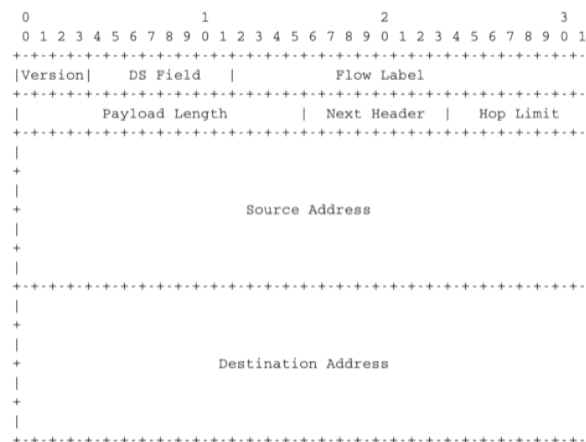 0                   1                   2                   3
0 1 2 3 4 5 6 7 8 9 0 1 2 3 4 5 6 7 8 9 0 1 2 3 4 5 6 7 8 9 0 1
+-+-+-+-+-+-+-+-+-+-+-+-+-+-+-+-+-+-+-+-+-+-+-+-+-+-+-+-+-+-+-+
|Version| DS Field | Flow Label
+-+-+-+-+-+-+-+-+-+-+-+-+-+-+-+-+-+-+-+-+-+-+-+-+-+-+-+-+-+-+-+
| Payload Length | Next Header | Hop Limit
+-+-+-+-+-+-+-+-+-+-+-+-+-+-+-+-+-+-+-+-+-+-+-+-+-+-+-+-+-+-+-+
|
+
|
+ Source Address
|
+
|
+-+-+-+-+-+-+-+-+-+-+-+-+-+-+-+-+-+-+-+-+-+-+-+-+-+-+-+-+-+-+-+
|
+
|
+ Destination Address
|
+
|
+-+-+-+-+-+-+-+-+-+-+-+-+-+-+-+-+-+-+-+-+-+-+-+-+-+-+-+-+-+-+-+